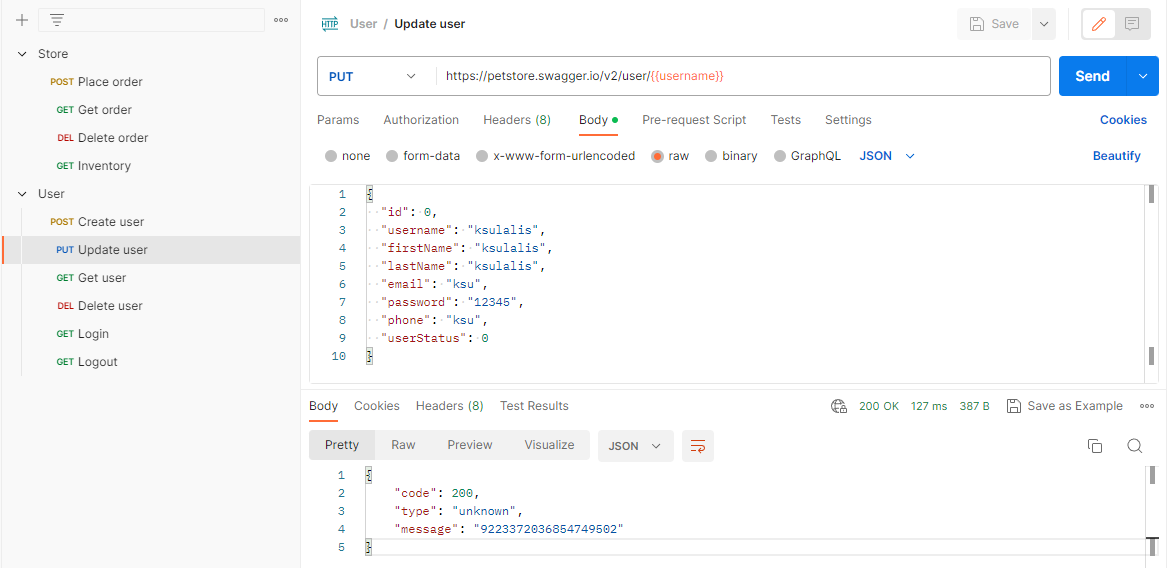 Store
POST Place order
GET Get order
DEL Delete order
GET Inventory
User
POST Create user
PUT Update user
GET Get user
DEL Delete user
GET Login
GET Logout
HTTP User / Update user
Save
PUT https://petstore.swagger.io/v2/user/{{username}}
Send
Params Authorization Headers (8) Body Pre-request Script Tests Settings Cookies
none form-data x-www-form-urlencoded raw binary GraphQL JSON Beautify
1 {
2 "id": 0,
3 "username": "ksulalis",
4 "firstName": "ksulalis",
5 "lastName": "ksulalis",
6 "email": "ksu",
7 "password": "12345",
8 "phone": "ksu",
9 "userStatus": 0
10 }
Body Cookies Headers (8) Test Results 200 OK 127 ms 387 B Save as Example
Pretty Raw Preview Visualize JSON
1 {
2 "code": 200,
3 "type": "unknown",
4 "message": "9223372036854749502"
5 }